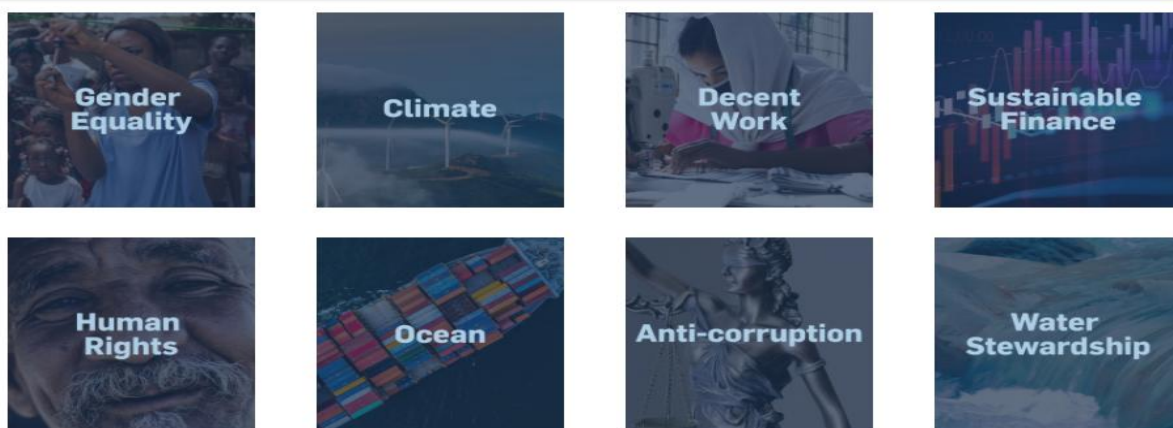 Gender
Equality
Climate
Decent
Work
Sustainable
Finance
Human
Rights
Ocean
Anti-corruption
Water
Stewardship